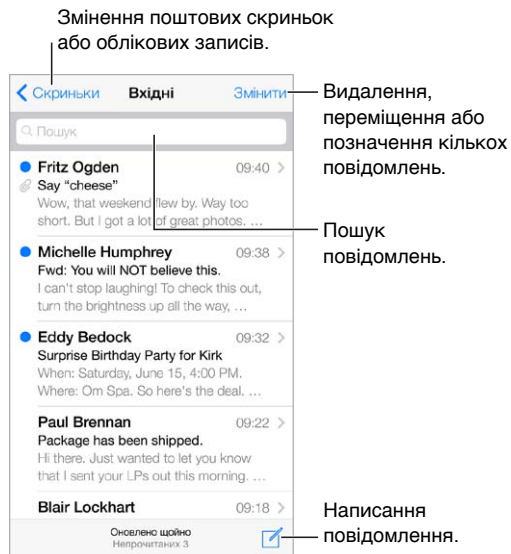 Змінення поштових скриньок
або облікових записів.
Скриньки Вхідні Змінити
Видалення,
переміщення або
позначення кількох
повідомлень.
Пошук
Fritz Ogden 09:40
Say “cheese”
Wow, that weekend flew by. Way too
short. But I got a lot of great photos. …
Пошук
повідомлень.
Michelle Humphrey 09:38
Fwd: You will NOT believe this.
I can't stop laughing! To check this out,
turn the brightness up all the way, …
Eddy Bedock 09:32
Surprise Birthday Party for Kirk
When: Saturday, June 15, 4:00 PM.
Where: Om Spa. So here's the deal. …
Paul Brennan 09:22
Package has been shipped.
Hi there. Just wanted to let you know
that I sent your LPs out this morning. …
Blair Lockhart 09:18
Оновлено щойно
Непрочитаних 3
Написання
повідомлення.